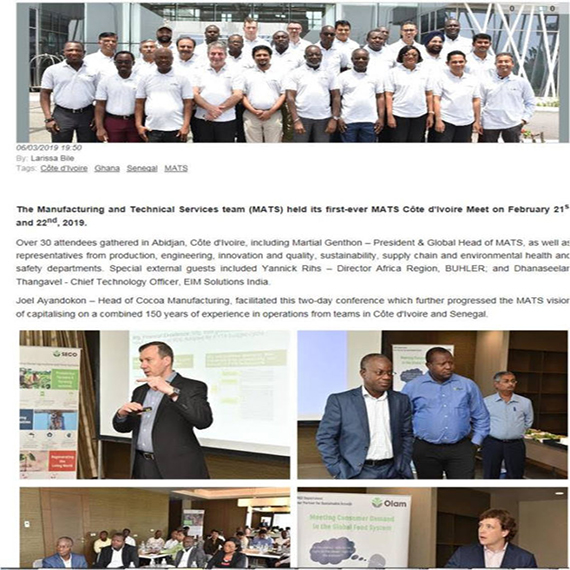 06/03/2019 19:50
By: Larissa Bile
Tags: Côte d'Ivoire Ghana Senegal MATS
The Manufacturing and Technical Services team (MATS) held its first-ever MATS Côte d'Ivoire Meet on February 21s
and 22nd, 2019.
Over 30 attendees gathered in Abidjan, Côte d'Ivoire, including Martial Genthon – President & Global Head of MATS, as well as
representatives from production, engineering, innovation and quality, sustainability, supply chain and environmental health and
safety departments. Special external guests included Yannick Rihs – Director Africa Region, BUHLER; and Dhanaseelar
Thangavel - Chief Technology Officer, EIM Solutions India.
Joel Ayandokon – Head of Cocoa Manufacturing, facilitated this two-day conference which further progressed the MATS vision
of capitalising on a combined 150 years of experience in operations from teams in Côte d'Ivoire and Senegal.
SECO
Olam
Meeting Consumer Demand
in the Global Food System